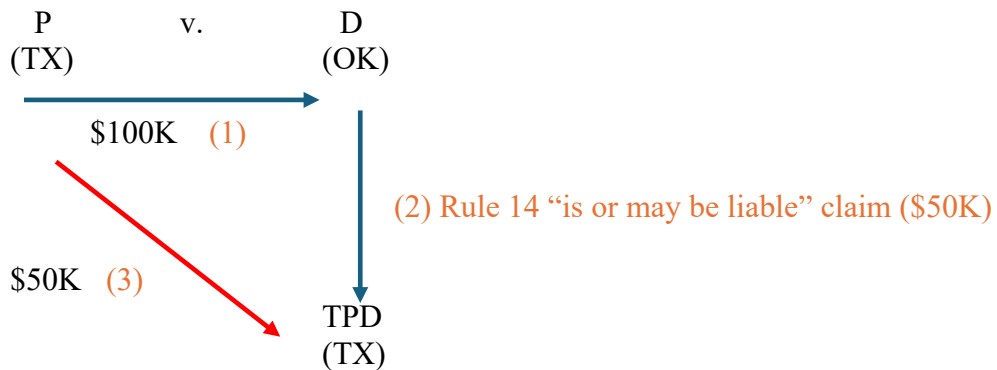 P v. D
(TX) (OK)
$100K (1)
(2) Rule 14 “is or may be liable” claim ($50K)
$50K (3)
TPD
(TX)